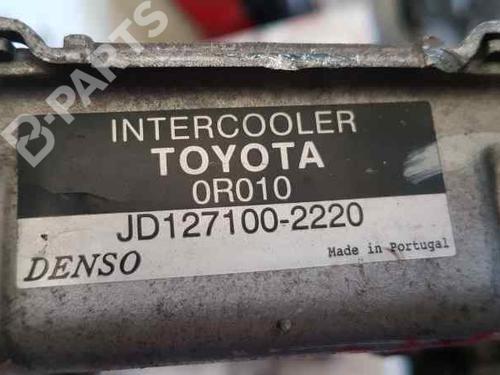 B-PARTS
INTERCOOLER
TOYOTA
0R010
JD127100-2220
DENSO
Made in Portugal